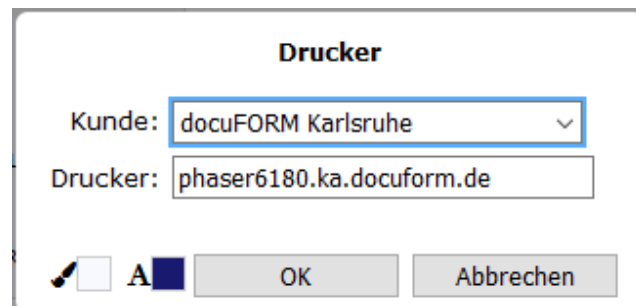 Drucker
Kunde: docuFORM Karlsruhe
Drucker: phaser6180.ka.docuform.de
A OK Abbrechen